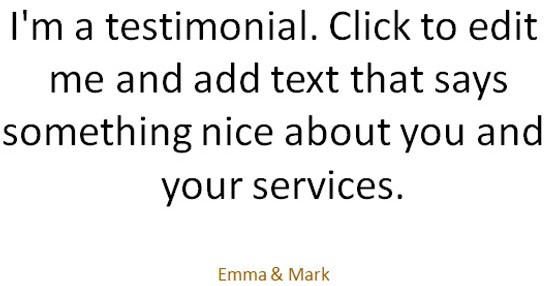 I'm a testimonial. Click to edit
me and add text that says
something nice about you and
your services.
Emma & Mark